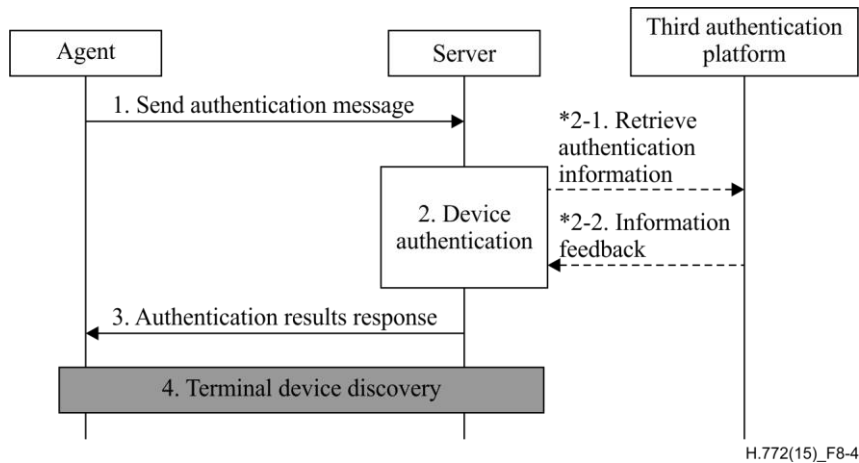 Agent
Server
Third authentication
platform
1. Send authentication message
*2-1. Retrieve
authentication
information
2. Device
authentication
*2-2. Information
feedback
3. Authentication results response
4. Terminal device discovery
H.772(15)_F8-4